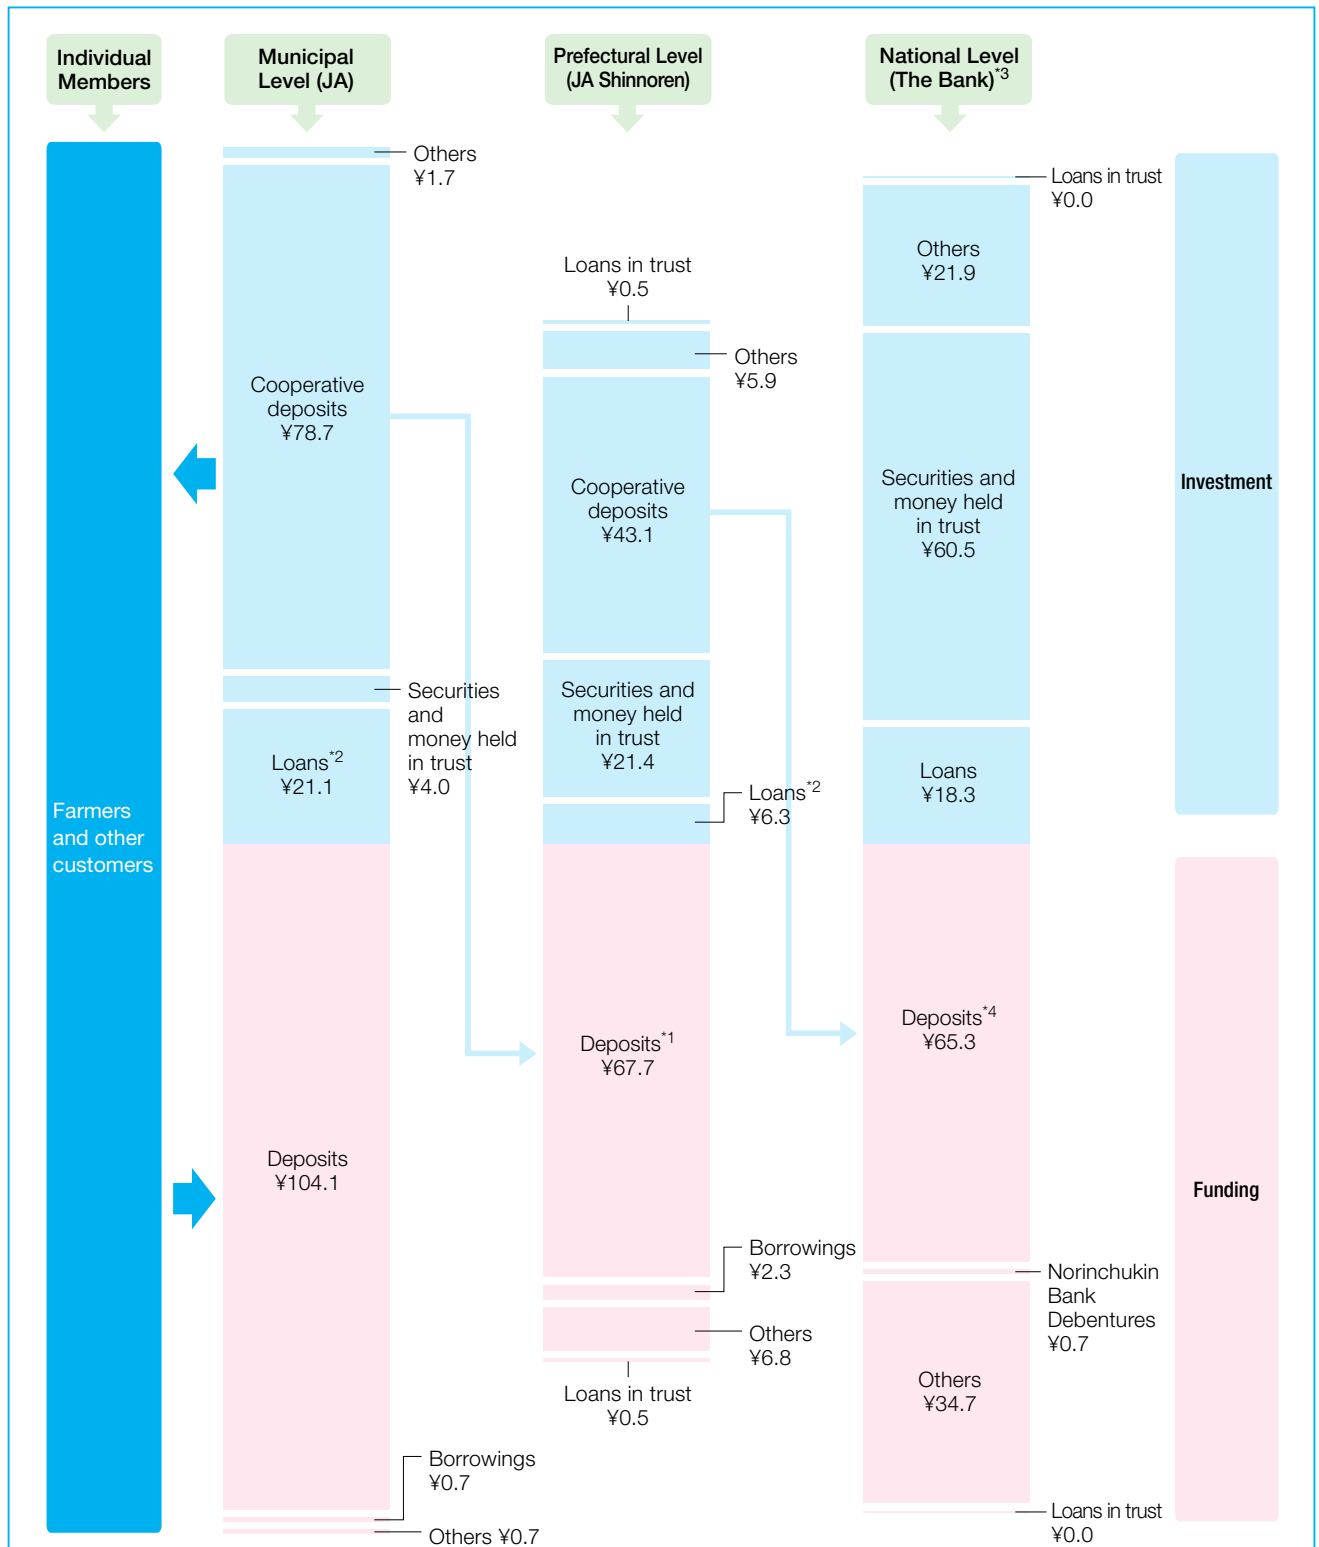 Individual
Members
Municipal
Level (JA)
Prefectural Level
(JA Shinnoren)
National Level
(The Bank)*3
Farmers
and other
customers
Others
¥1.7
Cooperative
deposits
¥78.7
Securities
and
money held
in trust
¥4.0
Loans*2
¥21.1
Deposits
¥104.1
Borrowings
¥0.7
Others ¥0.7
Loans in trust
¥0.5
Others
¥5.9
Cooperative
deposits
¥43.1
Securities and
money held
in trust
¥21.4
Loans*2
¥6.3
Deposits*1
¥67.7
Borrowings
¥2.3
Others
¥6.8
Loans in trust
¥0.5
Loans in trust
¥0.0
Others
¥21.9
Securities and
money held
in trust
¥60.5
Loans
¥18.3
Deposits*4
¥65.3
Norinchukin
Bank
Debentures
¥0.7
Others
¥34.7
Loans in trust
¥0.0
Investment
Funding